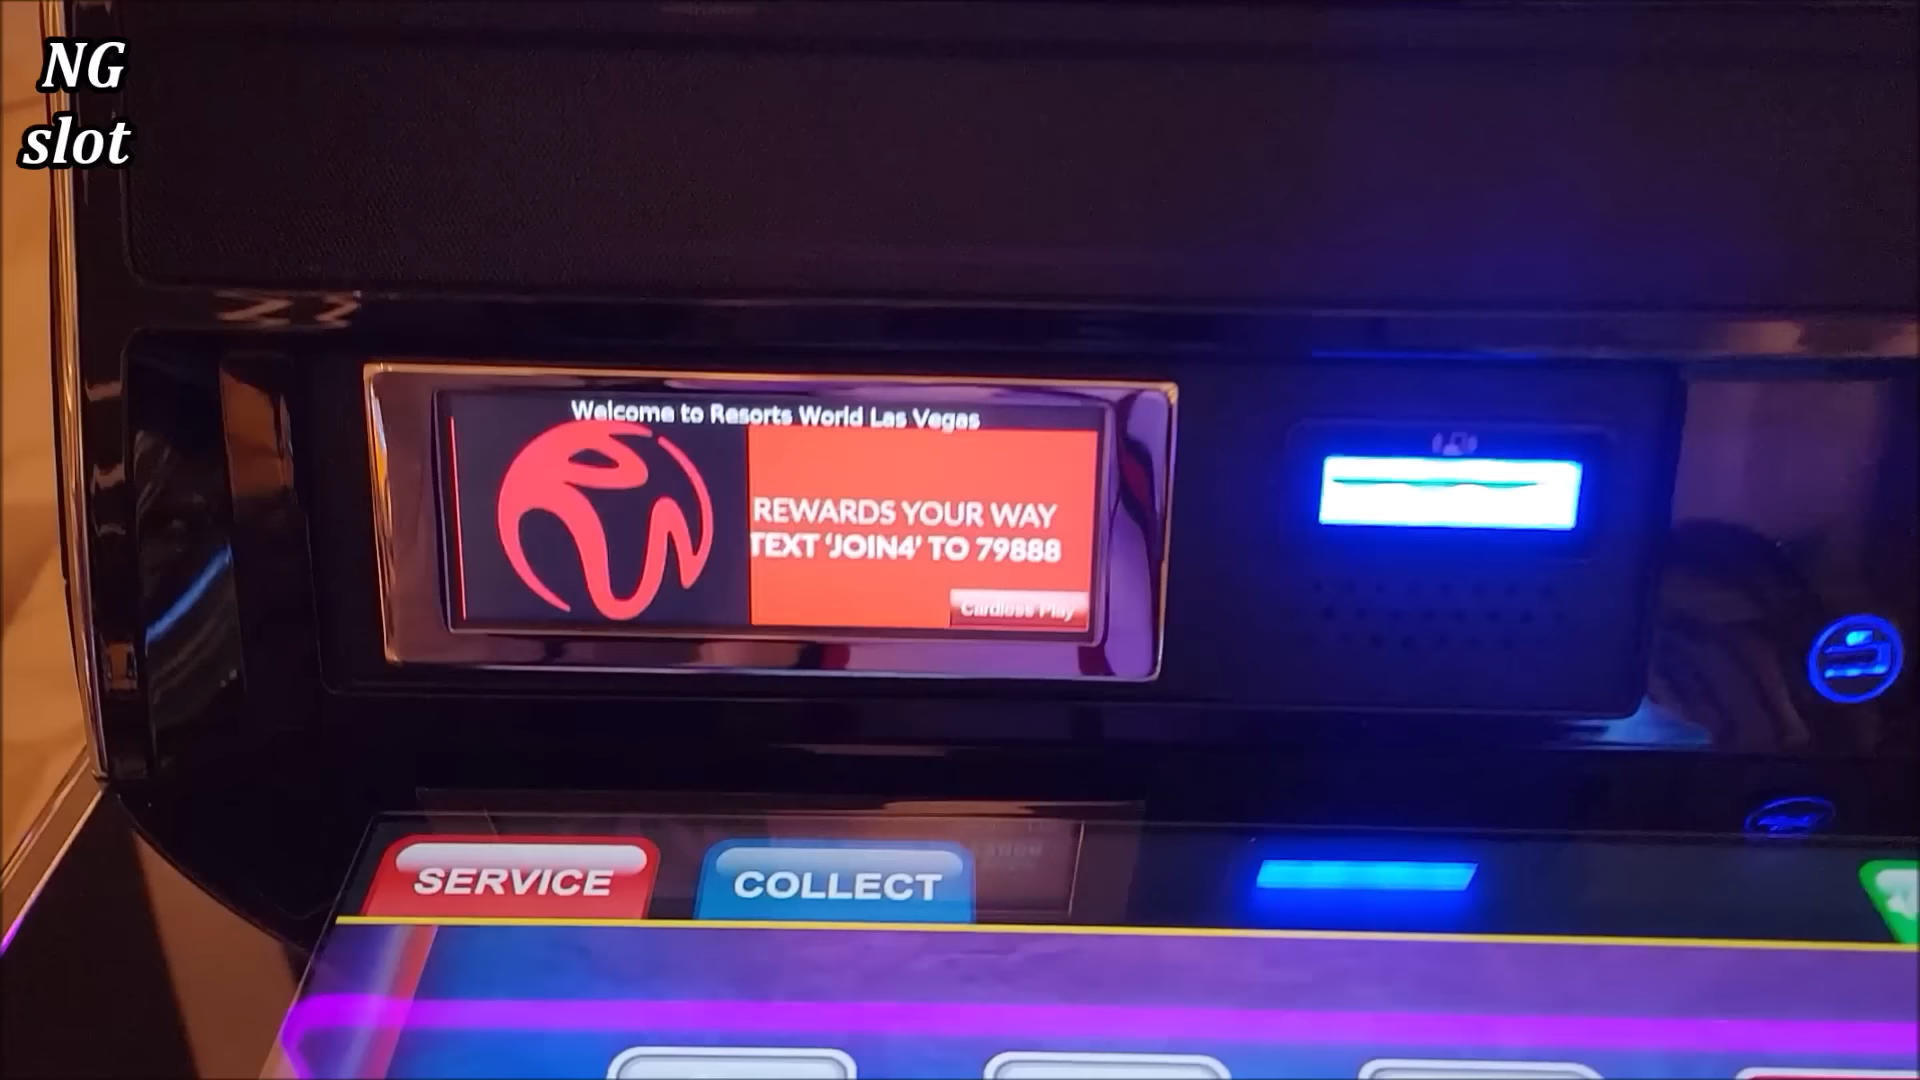 NG
slot
Welcome to Resorts World Las Vegas
REWARDS YOUR WAY
TEXT ‘JOIN4’ TO 79888
Cardless Play
SERVICE
COLLECT